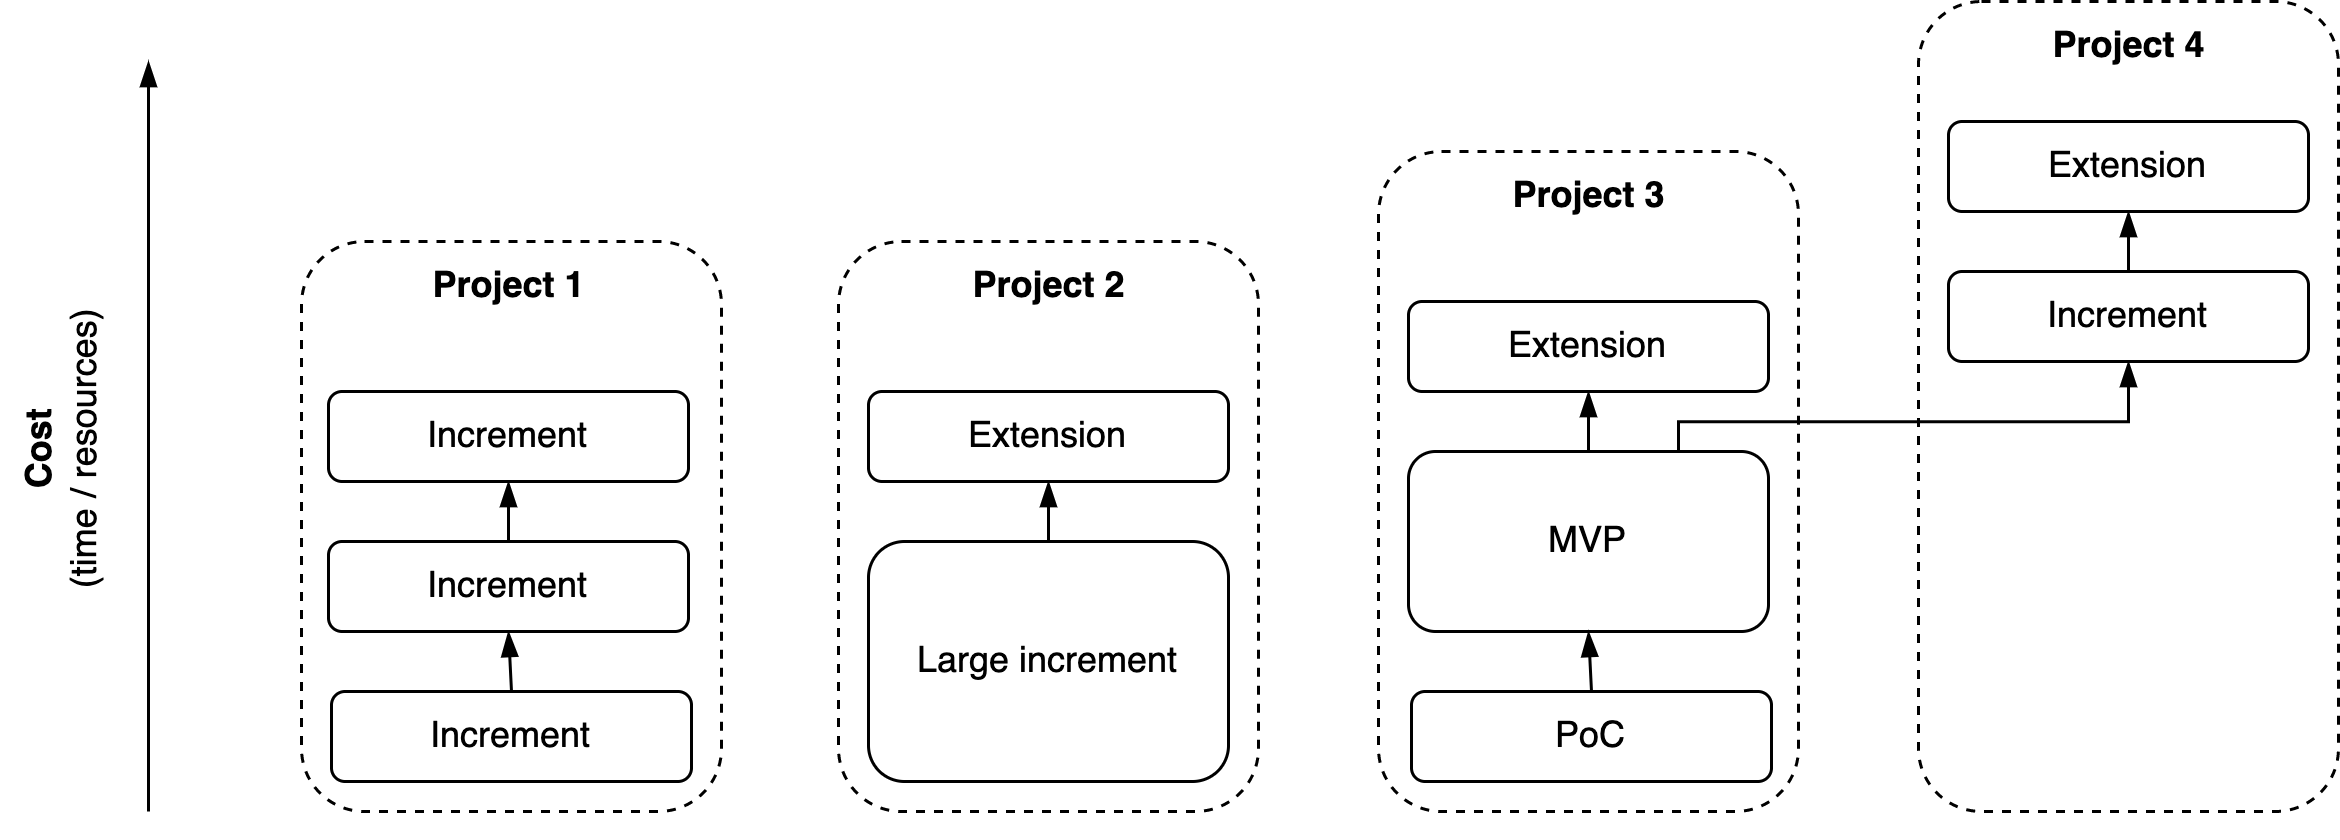 Cost
(time / resources)
Project 1
Increment
Increment
Increment
Project 2
Extension
Large increment
Project 3
Extension
MVP
PoC
Project 4
Extension
Increment